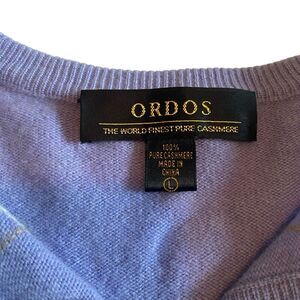 ORDOS
THE WORLD FINEST PURE CASHMERE
100%
PURE CASHMERE
MADE IN
CHINA
L